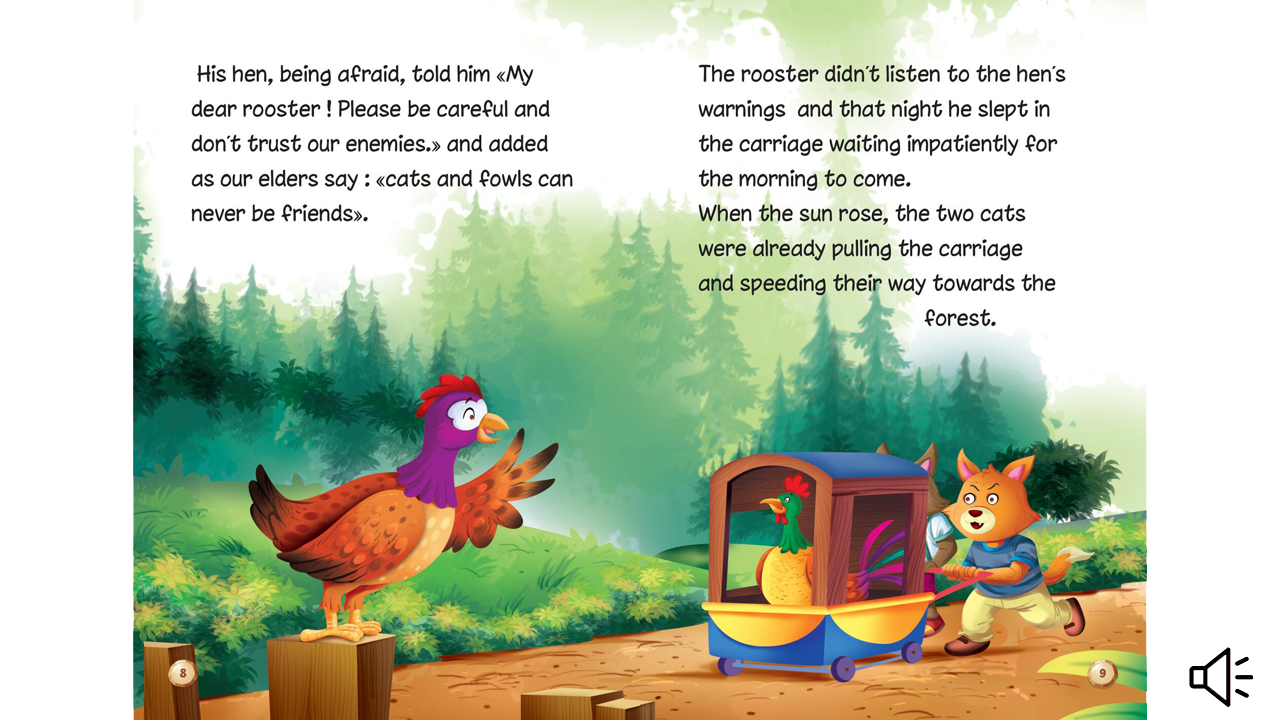 His hen, being afraid, told him «My
dear rooster ! Please be careful and
don't trust our enemies.» and added
as our elders say : «cats and fowls can
never be friends».
The rooster didn't listen to the hen's
warnings and that night he slept in
the carriage waiting impatiently for
the morning to come.
When the sun rose, the two cats
were already pulling the carriage
and speeding their way towards the
forest.
8
9